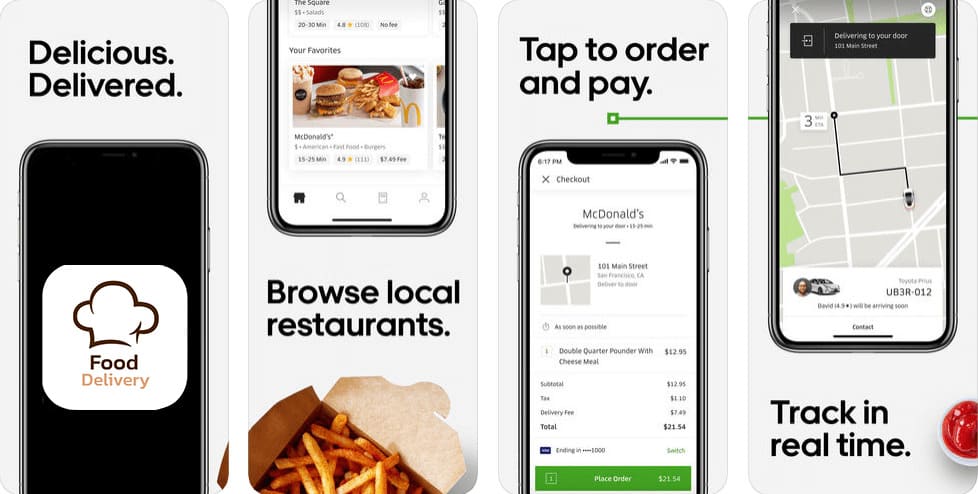 Delicious.
Delivered.
Food
Delivery
The Square
$$ • Salads
20-30 Min
4.8 ★ (108)
No fee
Your Favorites
McDonald's®
$ • American • Fast Food • Burgers
15-25 Min
4.9 ★ (111)
$7.49 Fee
Browse local
restaurants.
Tap to order
and pay.
6:17 PM
Checkout
McDonald's
Delivering to your door • 15-25 min
101 Main Street
San Francisco, CA
Deliver to door
As soon as possible
1
Double Quarter Pounder With
Cheese Meal
$12.95
Subtotal
$12.95
Tax
$1.10
Delivery Fee
$7.49
Total
$21.54
VISA
Ending in ••••1000
Switch
1
Place Order
$21.54
Delivering to your door
101 Main Street
3 MIN
ETA
Toyota Prius
UB3R-012
David (4.9 ★) will be arriving soon
Contact
Track in
real time.